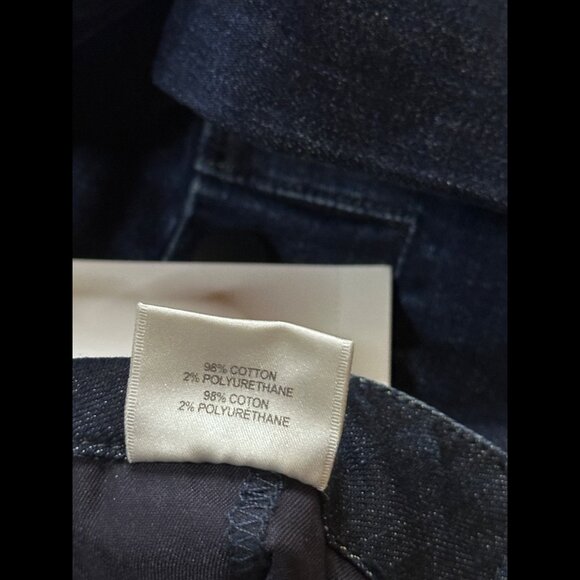 98% COTTON
2% POLYURETHANE
98% COTON
2% POLYURÉTHANE